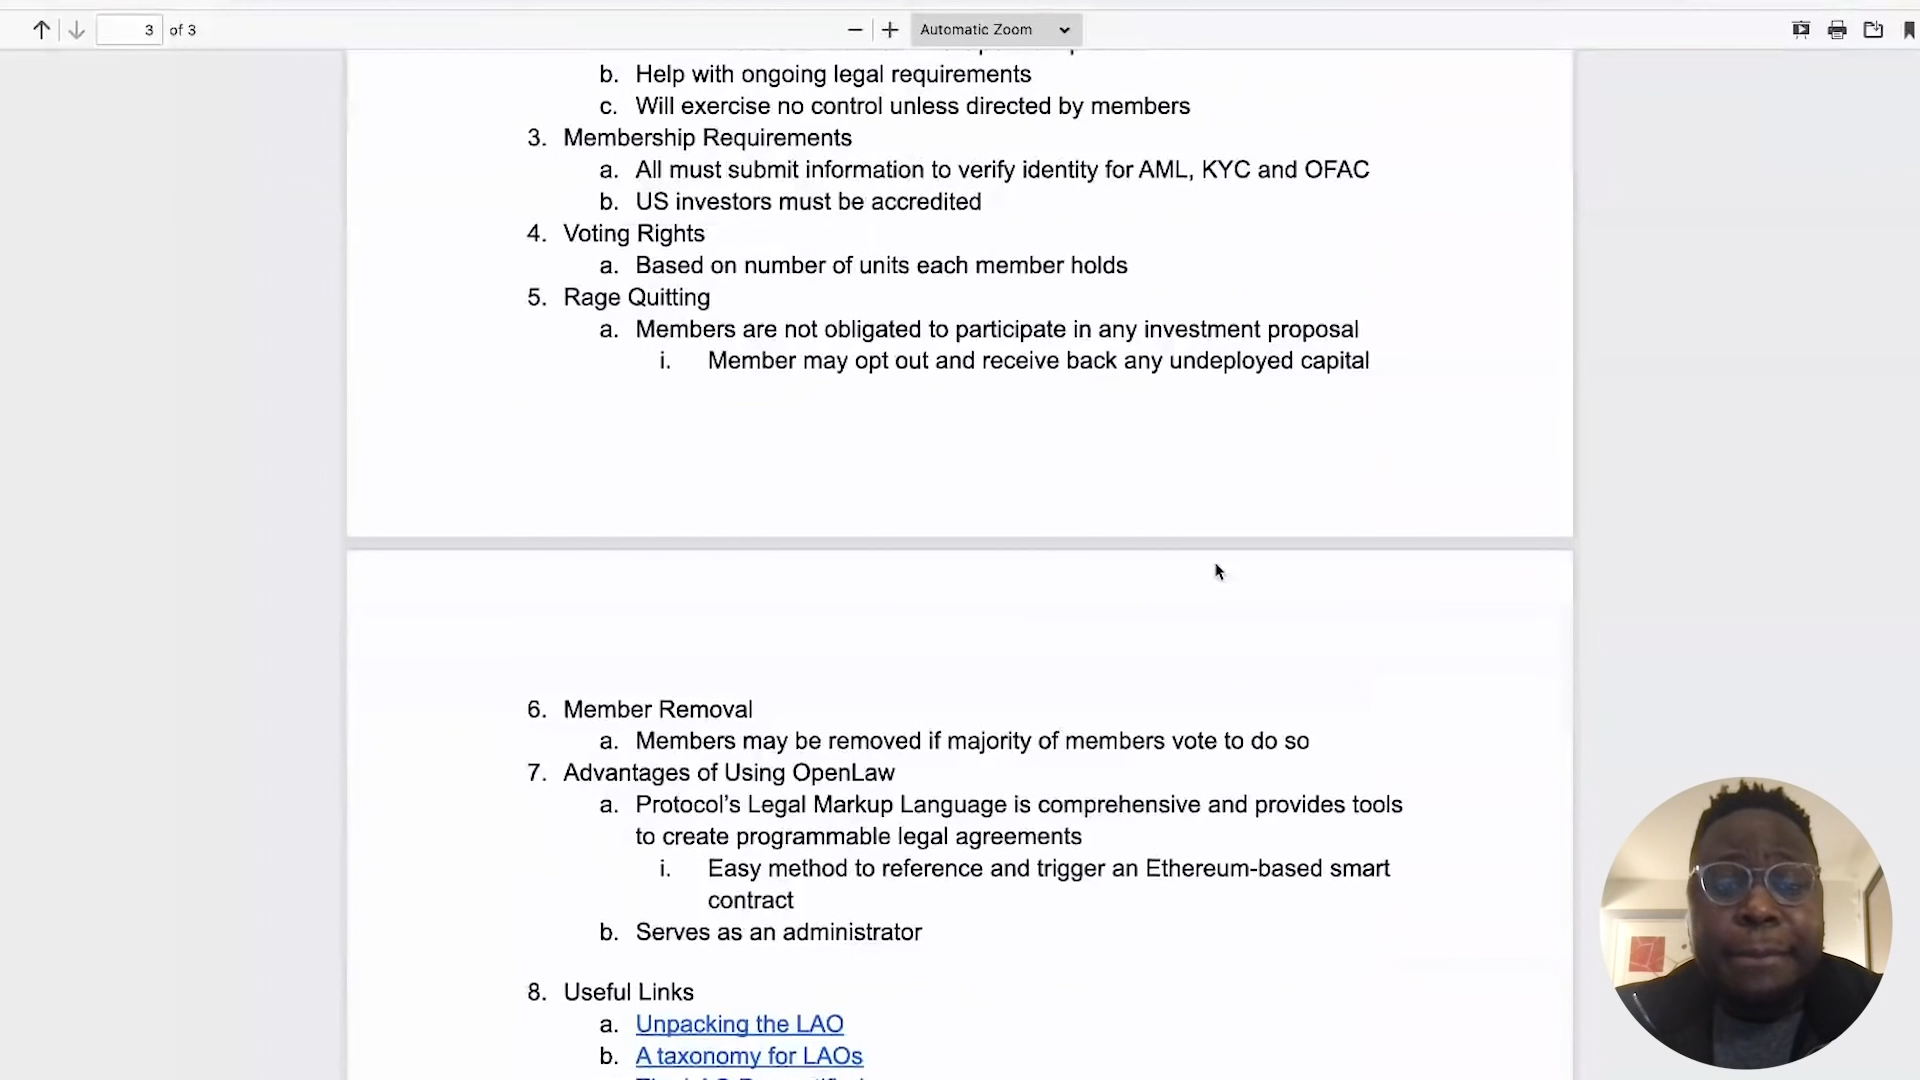 3 of 3
Automatic Zoom
b. Help with ongoing legal requirements
c. Will exercise no control unless directed by members
3. Membership Requirements
a. All must submit information to verify identity for AML, KYC and OFAC
b. US investors must be accredited
4. Voting Rights
a. Based on number of units each member holds
5. Rage Quitting
a. Members are not obligated to participate in any investment proposal
i. Member may opt out and receive back any undeployed capital
6. Member Removal
a. Members may be removed if majority of members vote to do so
7. Advantages of Using OpenLaw
a. Protocol's Legal Markup Language is comprehensive and provides tools
to create programmable legal agreements
i. Easy method to reference and trigger an Ethereum-based smart
contract
b. Serves as an administrator
8. Useful Links
a. Unpacking the LAO
b. A taxonomy for LAOs